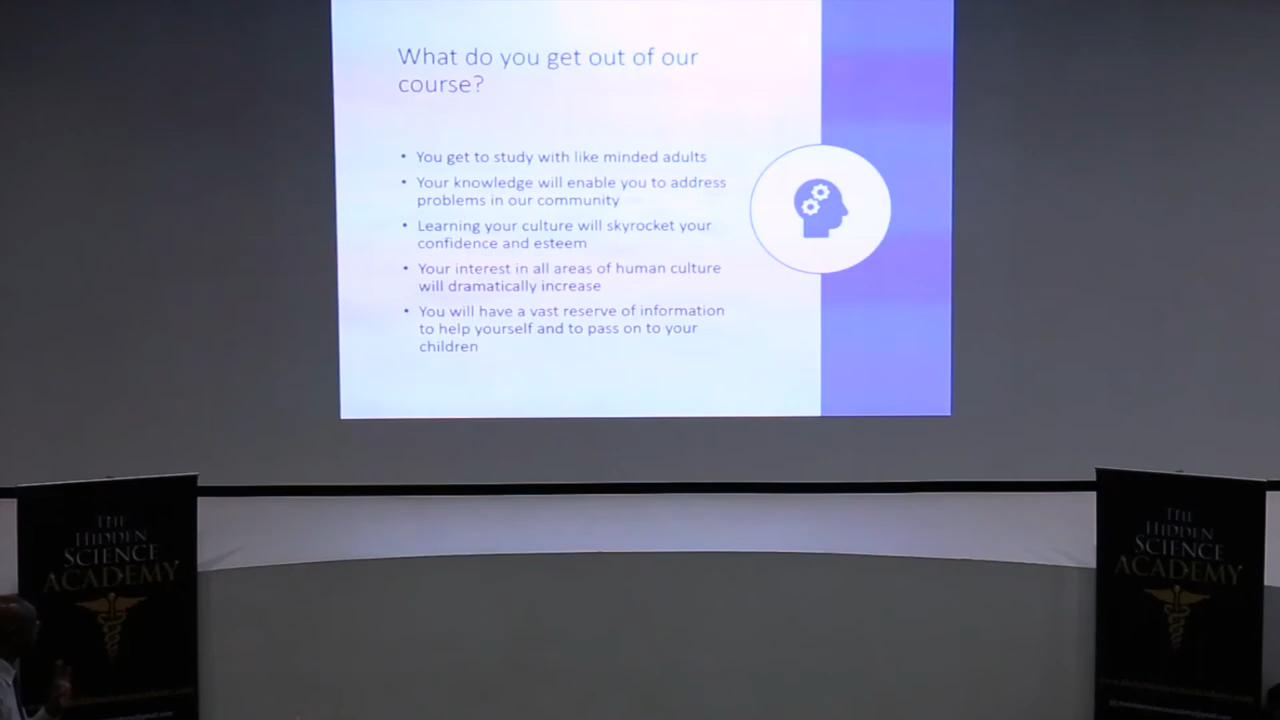 What do you get out of our
course?
• You get to study with like minded adults
• Your knowledge will enable you to address
problems in our community
• Learning your culture will skyrocket your
confidence and esteem
• Your interest in all areas of human culture
will dramatically increase
• You will have a vast reserve of information
to help yourself and to pass on to your
children
THE
HIDDEN
SCIENCE
ACADEMY
THE
HIDDEN
SCIENCE
ACADEMY